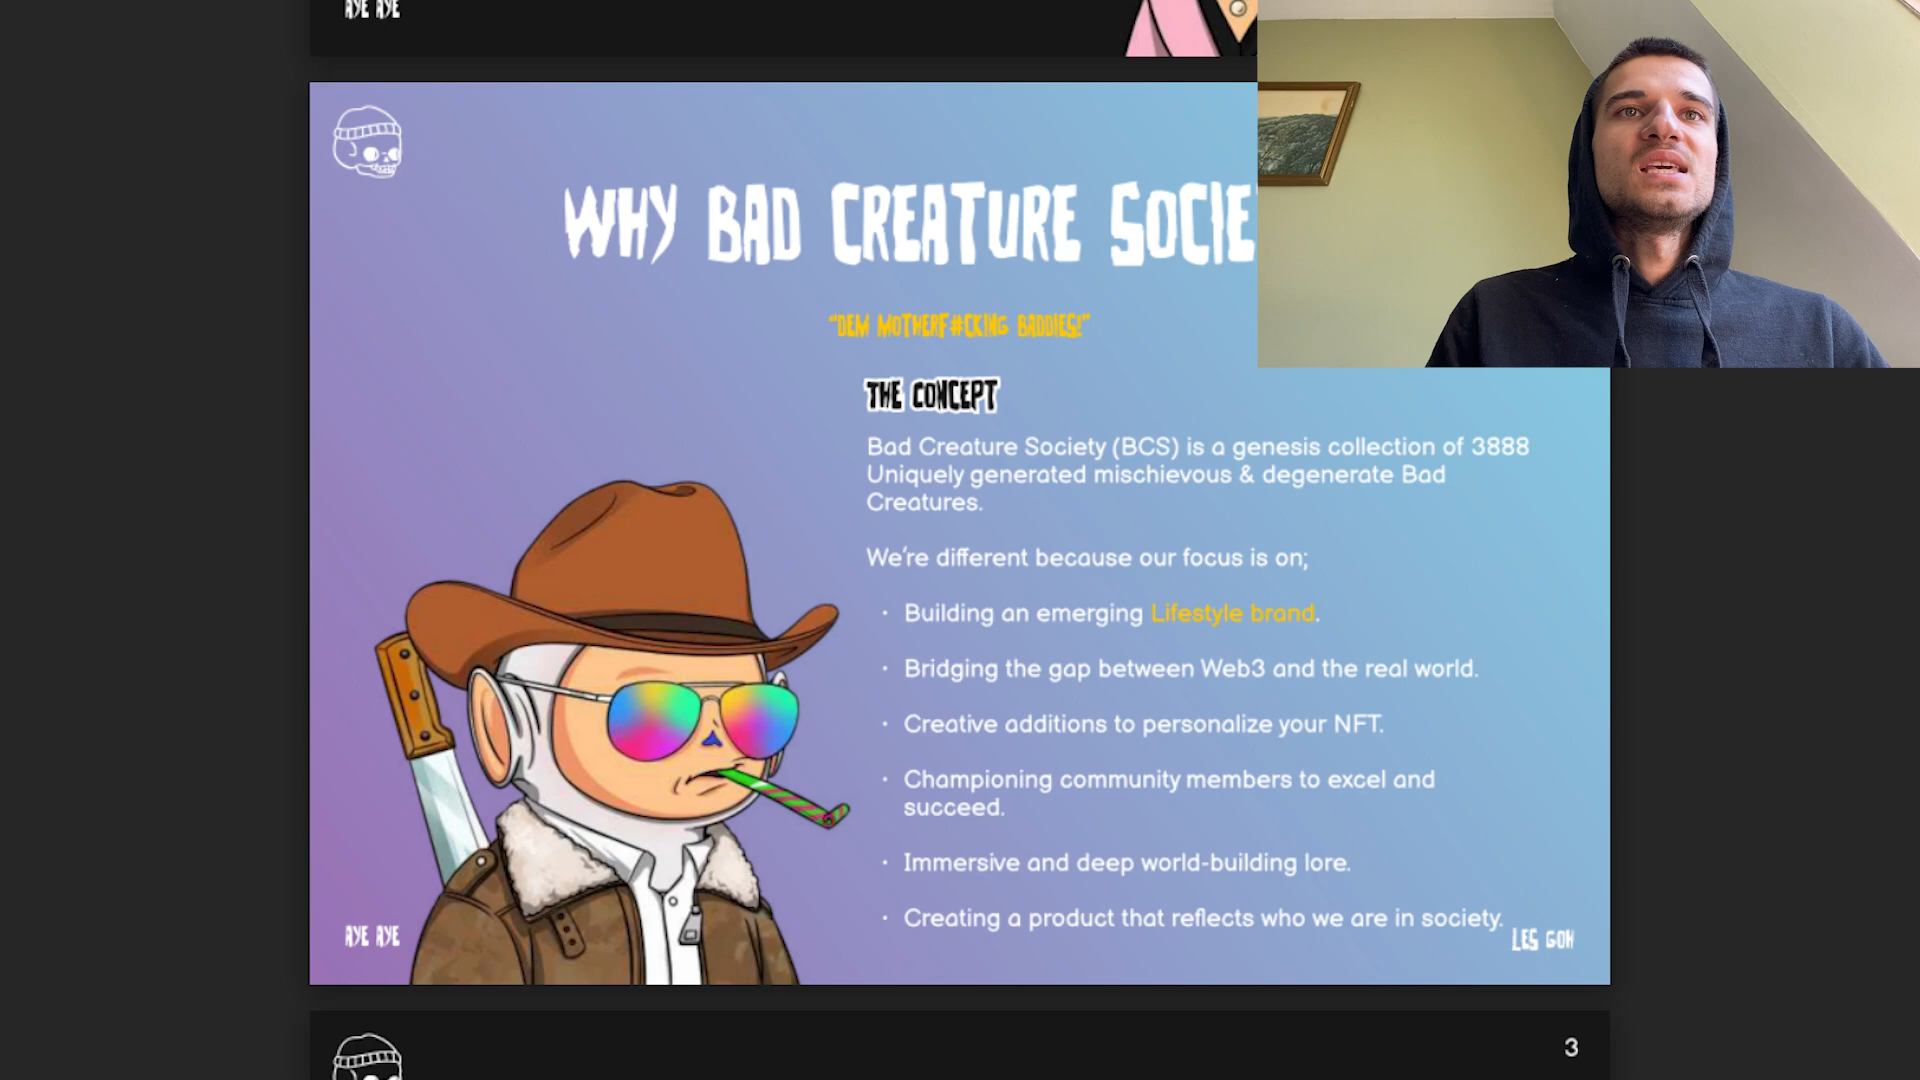 AYE AYE
WHY BAD CREATURE SOCIE
"DEM MOTHERF#CKING BADDIES!"
THE CONCEPT
Bad Creature Society (BCS) is a genesis collection of 3888
Uniquely generated mischievous & degenerate Bad
Creatures.
We're different because our focus is on;
· Building an emerging Lifestyle brand.
· Bridging the gap between Web3 and the real world.
· Creative additions to personalize your NFT.
· Championing community members to excel and
succeed.
· Immersive and deep world-building lore.
· Creating a product that reflects who we are in society.
AYE AYE
LES GOH
3